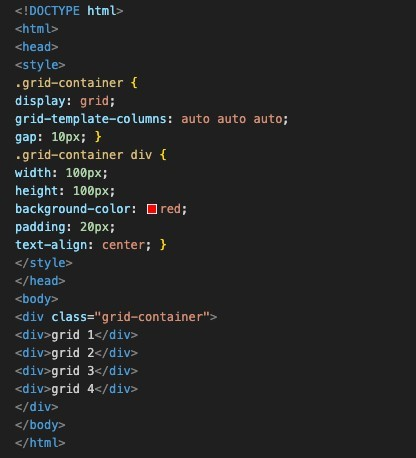 <!DOCTYPE html>
<html>
<head>
<style>
.grid-container {
display: grid;
grid-template-columns: auto auto auto;
gap: 10px; }
.grid-container div {
width: 100px;
height: 100px;
background-color: red;
padding: 20px;
text-align: center; }
</style>
</head>
<body>
<div class="grid-container">
<div>grid 1</div>
<div>grid 2</div>
<div>grid 3</div>
<div>grid 4</div>
</div>
</body>
</html>